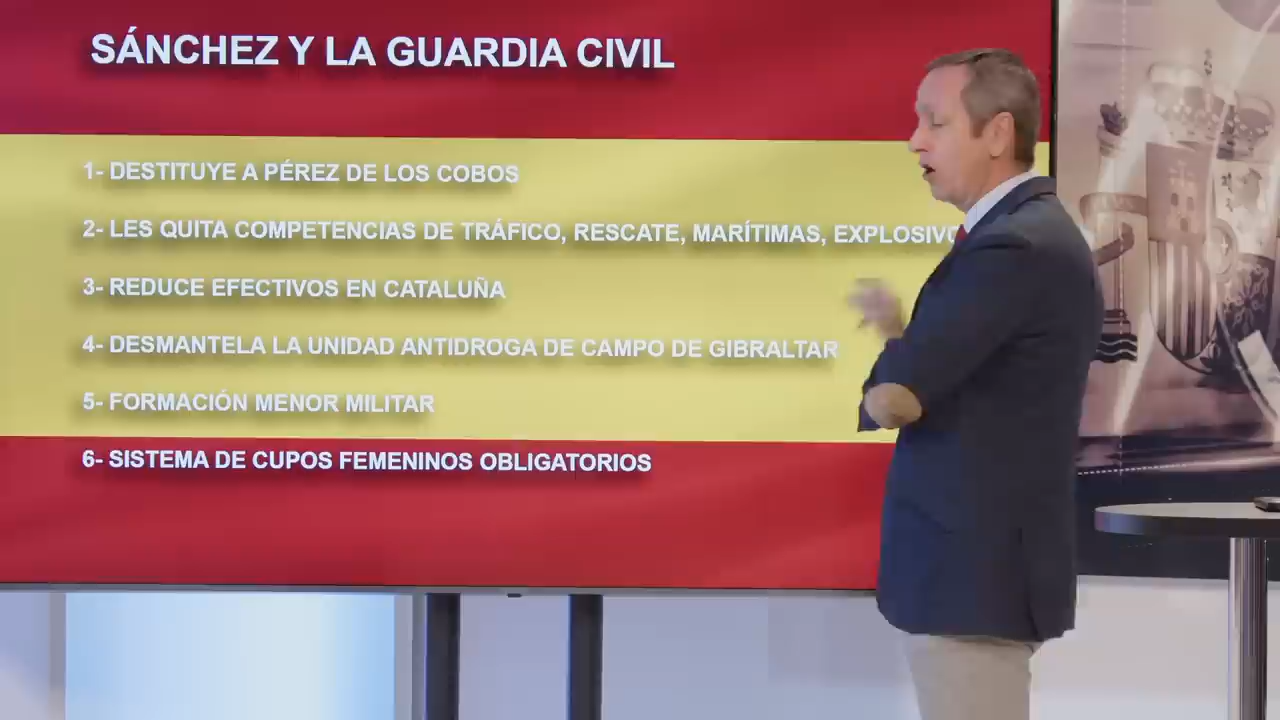 SÁNCHEZ Y LA GUARDIA CIVIL
1- DESTITUYE A PÉREZ DE LOS COBOS
2- LES QUITA COMPETENCIAS DE TRÁFICO, RESCATE, MARÍTIMAS,
3- REDUCE EFECTIVOS EN CATALUÑA
4- DESMANTELA LA UNIDAD ANTIDROGA DE CAMPO DE GIBRALTAR
5- FORMACIÓN MENOR MILITAR
6- SISTEMA DE CUPOS FEMENINOS OBLIGATORIOS